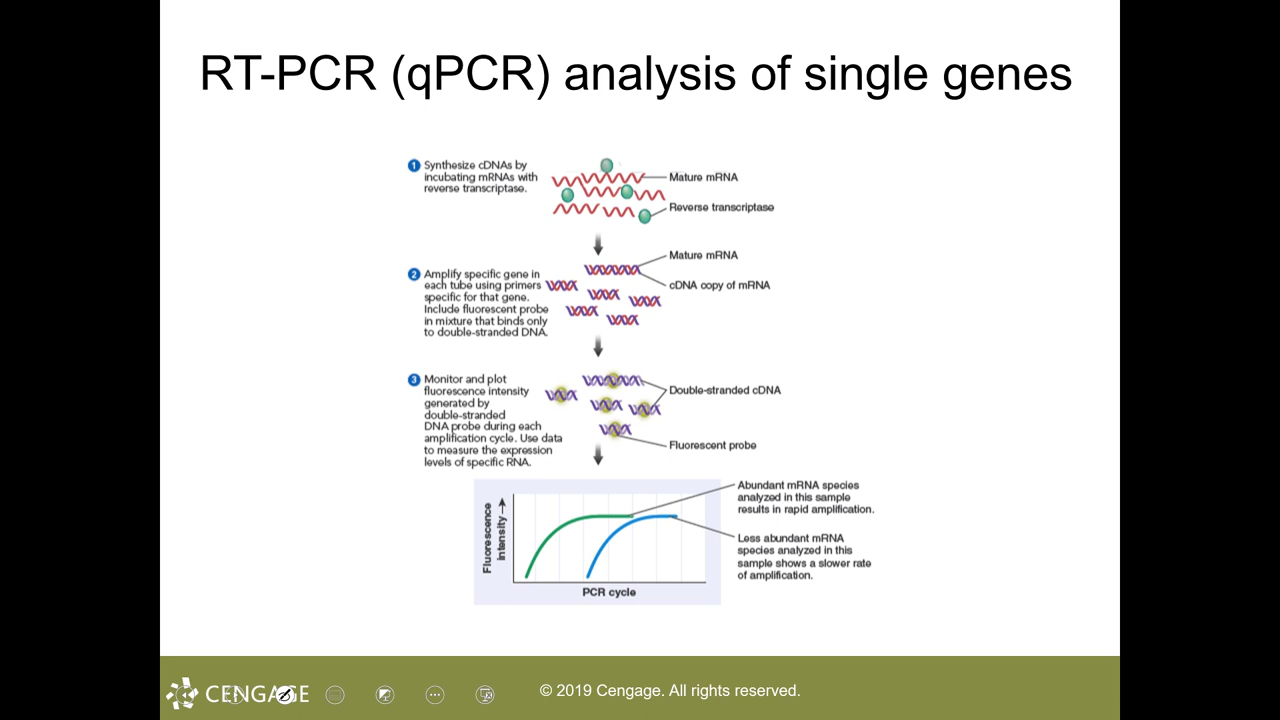 RT-PCR (qPCR) analysis of single genes
1 Synthesize cDNAs by
incubating mRNAs with
reverse transcriptase.
Mature mRNA
Reverse transcriptase
Mature mRNA
cDNA copy of mRNA
2 Amplify specific gene in
each tube using primers
specific for that gene.
Include fluorescent probe
in mixture that binds only
to double-stranded DNA.
3 Monitor and plot
fluorescence intensity
generated by
double-stranded
DNA probe during each
amplification cycle. Use data
to measure the expression
levels of specific RNA.
Double-stranded cDNA
Fluorescent probe
Fluorescence
intensity
PCR cycle
Abundant mRNA species
analyzed in this sample
results in rapid amplification.
Less abundant mRNA
species analyzed in this
sample shows a slower rate
of amplification.
CENGAGE
© 2019 Cengage. All rights reserved.